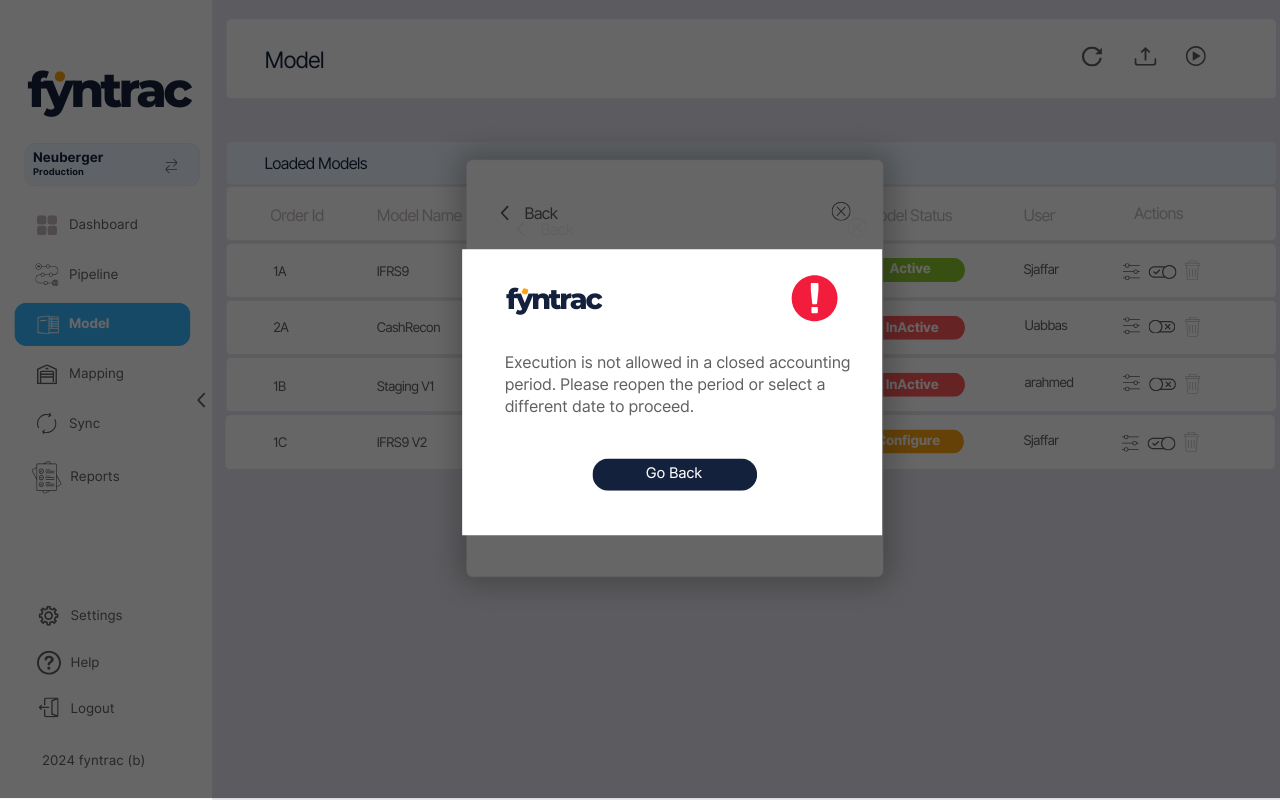 fyntrac
Neuberger
Production
Dashboard
Pipeline
Model
Mapping
Sync
Reports
Settings
Help
Logout
2024 fyntrac (b)
Model
Loaded Models
Order Id Model Name Status User Actions
1A IFRS9 Active Sjaffar
2A CashRecon InActive Uabbas
1B Staging V1 InActive arahmed
1C IFRS9 V2 Sjaffar
Back
Back
fyntrac
Execution is not allowed in a closed accounting
period. Please reopen the period or select a
different date to proceed.
Go Back